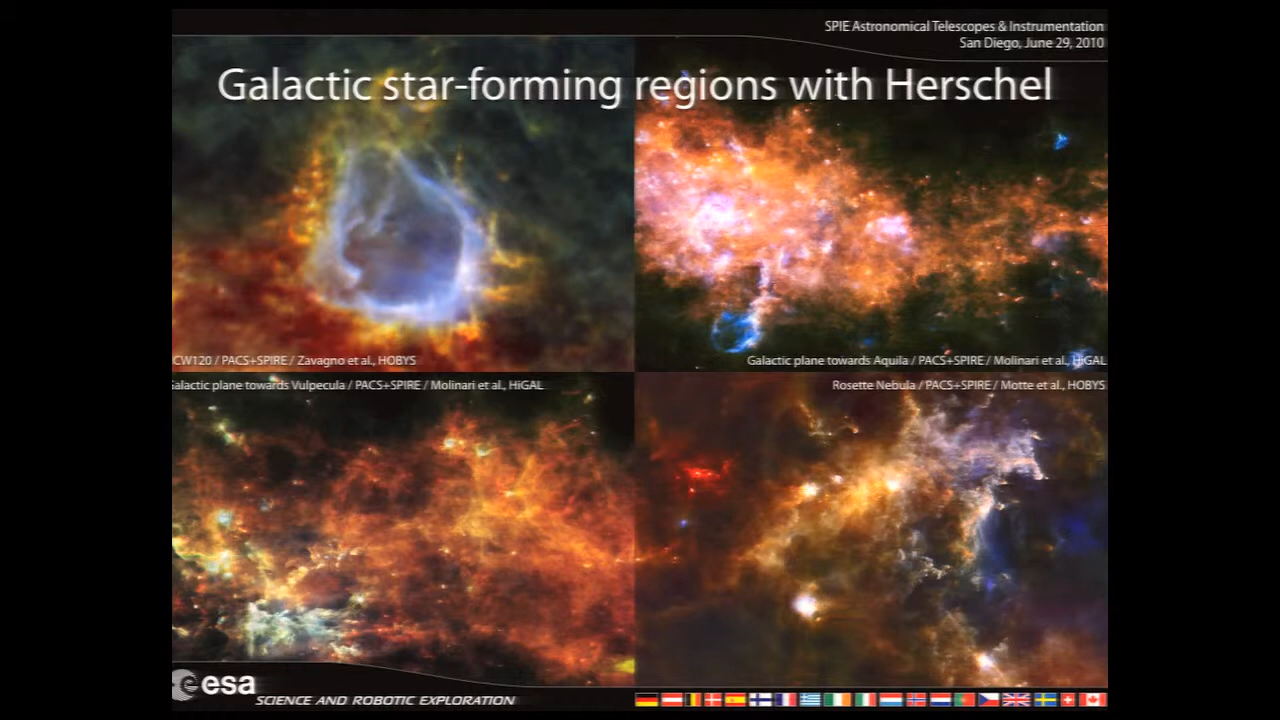 SPIE Astronomical Telescopes & Instrumentation
San Diego, June 29, 2010
Galactic star-forming regions with Herschel
CW120 / PACS+SPIRE / Zavagno et al., HOBYS
Galactic plane towards Aquila / PACS+SPIRE / Molinari et al., HiGAL
Galactic plane towards Vulpecula / PACS+SPIRE / Molinari et al., HiGAL
Rosette Nebula / PACS+SPIRE / Motte et al., HOBYS
esa
SCIENCE AND ROBOTIC EXPLORATION